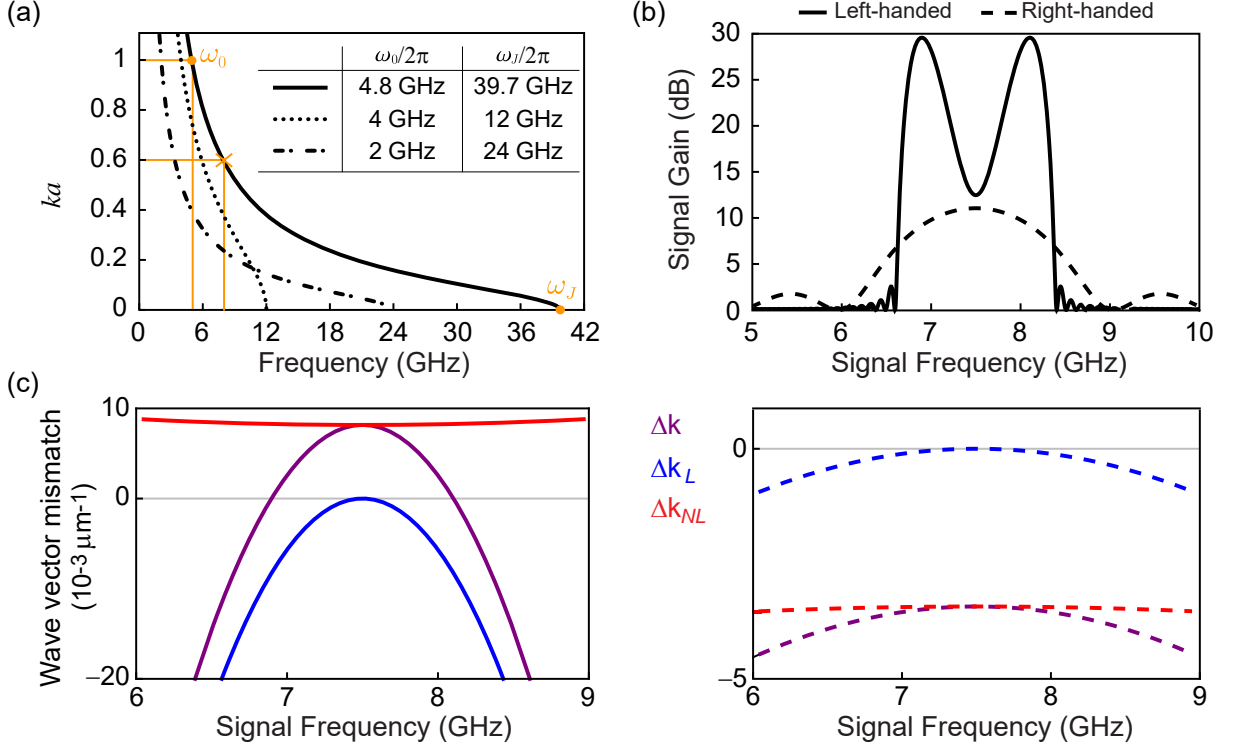 (a)
ka
1
0.8
0.6
0.4
0.2
0
0 6 12 18 24 30 36 42
Frequency (GHz)
ω₀
ω_J
ω₀/2π ω_J/2π
4.8 GHz 39.7 GHz
4 GHz 12 GHz
2 GHz 24 GHz
(b)
Left-handed Right-handed
Signal Gain (dB)
30
25
20
15
10
5
0
5 6 7 8 9 10
Signal Frequency (GHz)
(c)
Wave vector mismatch
(10-³ μm-1)
10
0
−20
6 7 8 9
Signal Frequency (GHz)
Δk
Δk_L
Δk_NL
0
−5
6 7 8 9
Signal Frequency (GHz)